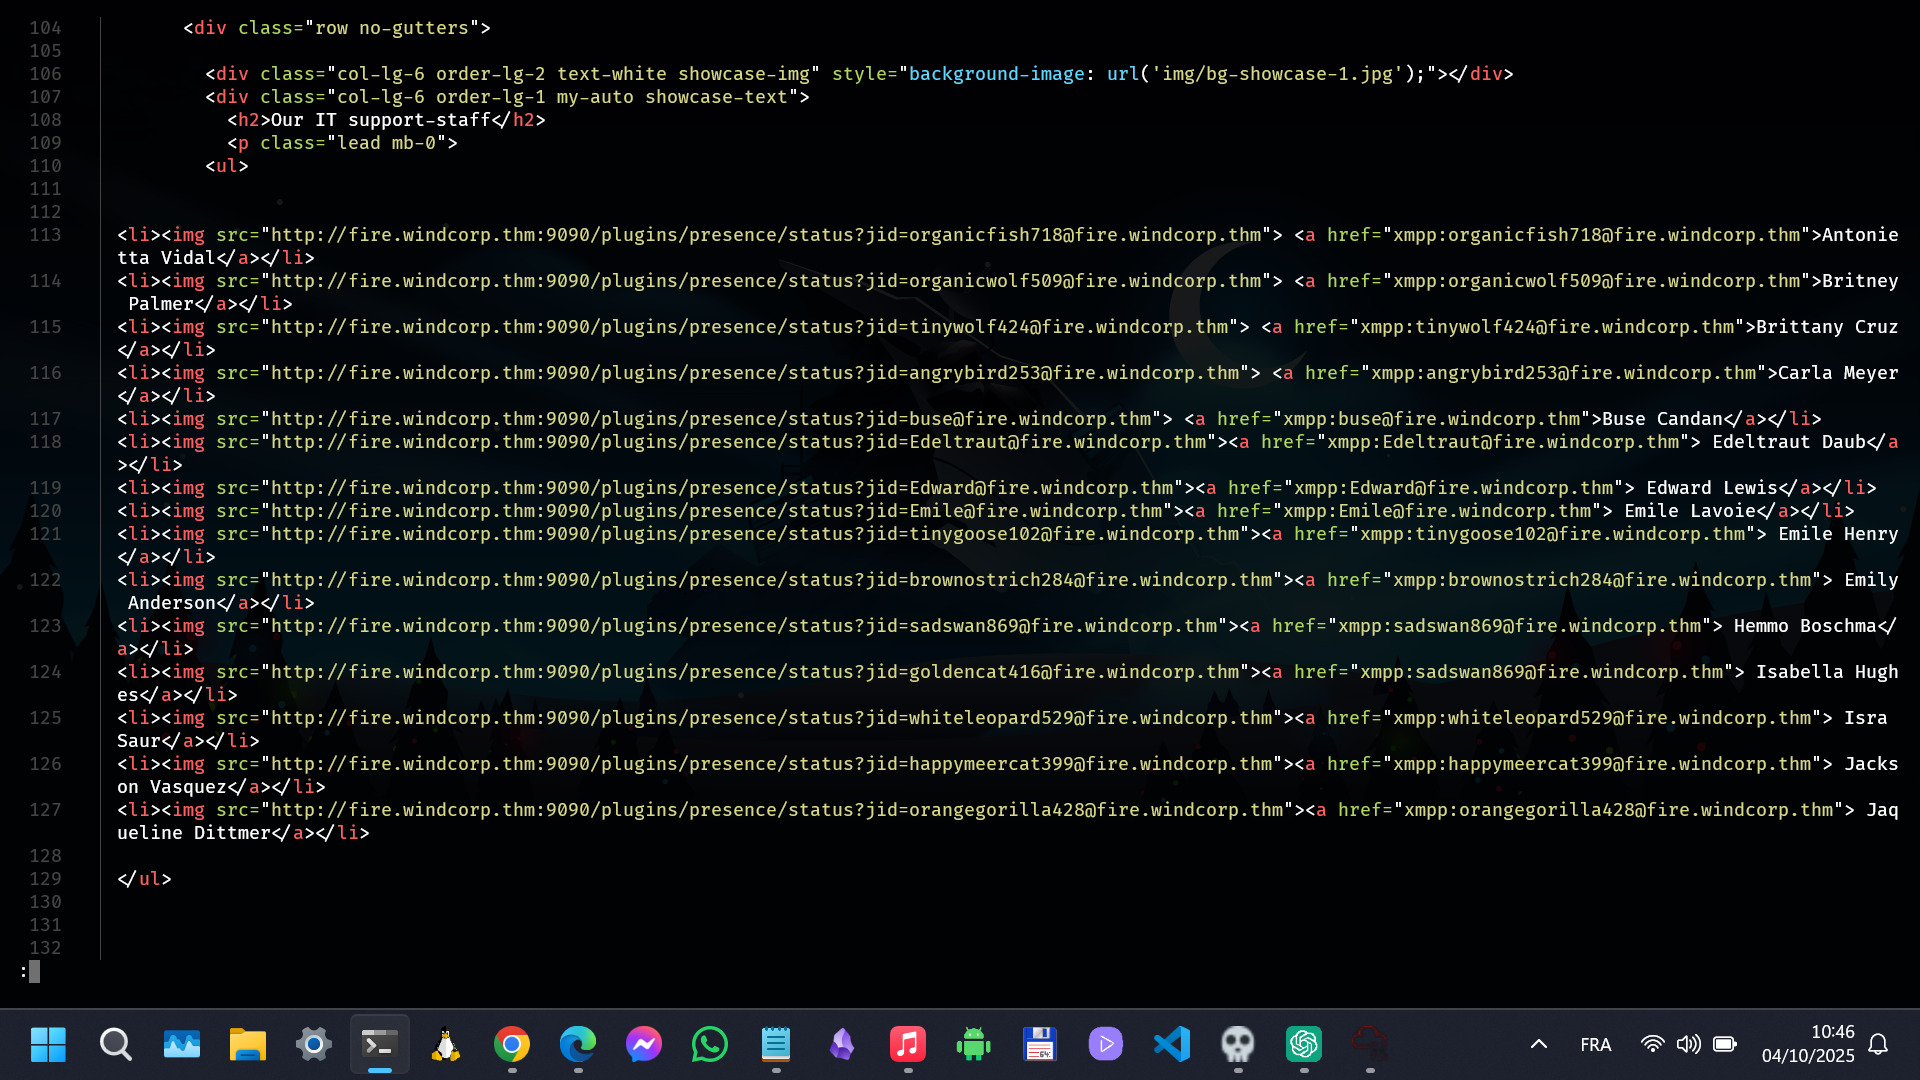 104           <div class="row no-gutters">
105
106             <div class="col-lg-6 order-lg-2 text-white showcase-img" style="background-image: url('img/bg-showcase-1.jpg');"></div>
107             <div class="col-lg-6 order-lg-1 my-auto showcase-text">
108               <h2>Our IT support-staff</h2>
109               <p class="lead mb-0">
110             <ul>
111
112
113     <li><img src="http://fire.windcorp.thm:9090/plugins/presence/status?jid=organicfish718@fire.windcorp.thm"> <a href="xmpp:organicfish718@fire.windcorp.thm">Antonie
tta Vidal</a></li>
114     <li><img src="http://fire.windcorp.thm:9090/plugins/presence/status?jid=organicwolf509@fire.windcorp.thm"> <a href="xmpp:organicwolf509@fire.windcorp.thm">Britney
 Palmer</a></li>
115     <li><img src="http://fire.windcorp.thm:9090/plugins/presence/status?jid=tinywolf424@fire.windcorp.thm"> <a href="xmpp:tinywolf424@fire.windcorp.thm">Brittany Cruz
</a></li>
116     <li><img src="http://fire.windcorp.thm:9090/plugins/presence/status?jid=angrybird253@fire.windcorp.thm"> <a href="xmpp:angrybird253@fire.windcorp.thm">Carla Meyer
</a></li>
117     <li><img src="http://fire.windcorp.thm:9090/plugins/presence/status?jid=buse@fire.windcorp.thm"> <a href="xmpp:buse@fire.windcorp.thm">Buse Candan</a></li>
118     <li><img src="http://fire.windcorp.thm:9090/plugins/presence/status?jid=Edeltraut@fire.windcorp.thm"><a href="xmpp:Edeltraut@fire.windcorp.thm"> Edeltraut Daub</a
></li>
119     <li><img src="http://fire.windcorp.thm:9090/plugins/presence/status?jid=Edward@fire.windcorp.thm"><a href="xmpp:Edward@fire.windcorp.thm"> Edward Lewis</a></li>
120     <li><img src="http://fire.windcorp.thm:9090/plugins/presence/status?jid=Emile@fire.windcorp.thm"><a href="xmpp:Emile@fire.windcorp.thm"> Emile Lavoie</a></li>
121     <li><img src="http://fire.windcorp.thm:9090/plugins/presence/status?jid=tinygoose102@fire.windcorp.thm"><a href="xmpp:tinygoose102@fire.windcorp.thm"> Emile Henry
</a></li>
122     <li><img src="http://fire.windcorp.thm:9090/plugins/presence/status?jid=brownostrich284@fire.windcorp.thm"><a href="xmpp:brownostrich284@fire.windcorp.thm"> Emily
 Anderson</a></li>
123     <li><img src="http://fire.windcorp.thm:9090/plugins/presence/status?jid=sadswan869@fire.windcorp.thm"><a href="xmpp:sadswan869@fire.windcorp.thm"> Hemmo Boschma</
a></li>
124     <li><img src="http://fire.windcorp.thm:9090/plugins/presence/status?jid=goldencat416@fire.windcorp.thm"><a href="xmpp:sadswan869@fire.windcorp.thm"> Isabella Hugh
es</a></li>
125     <li><img src="http://fire.windcorp.thm:9090/plugins/presence/status?jid=whiteleopard529@fire.windcorp.thm"><a href="xmpp:whiteleopard529@fire.windcorp.thm"> Isra
Saur</a></li>
126     <li><img src="http://fire.windcorp.thm:9090/plugins/presence/status?jid=happymeercat399@fire.windcorp.thm"><a href="xmpp:happymeercat399@fire.windcorp.thm"> Jacks
on Vasquez</a></li>
127     <li><img src="http://fire.windcorp.thm:9090/plugins/presence/status?jid=orangegorilla428@fire.windcorp.thm"><a href="xmpp:orangegorilla428@fire.windcorp.thm"> Jaq
ueline Dittmer</a></li>
128
129     </ul>
130
131
132
:
64
FRA
10:46
04/10/2025